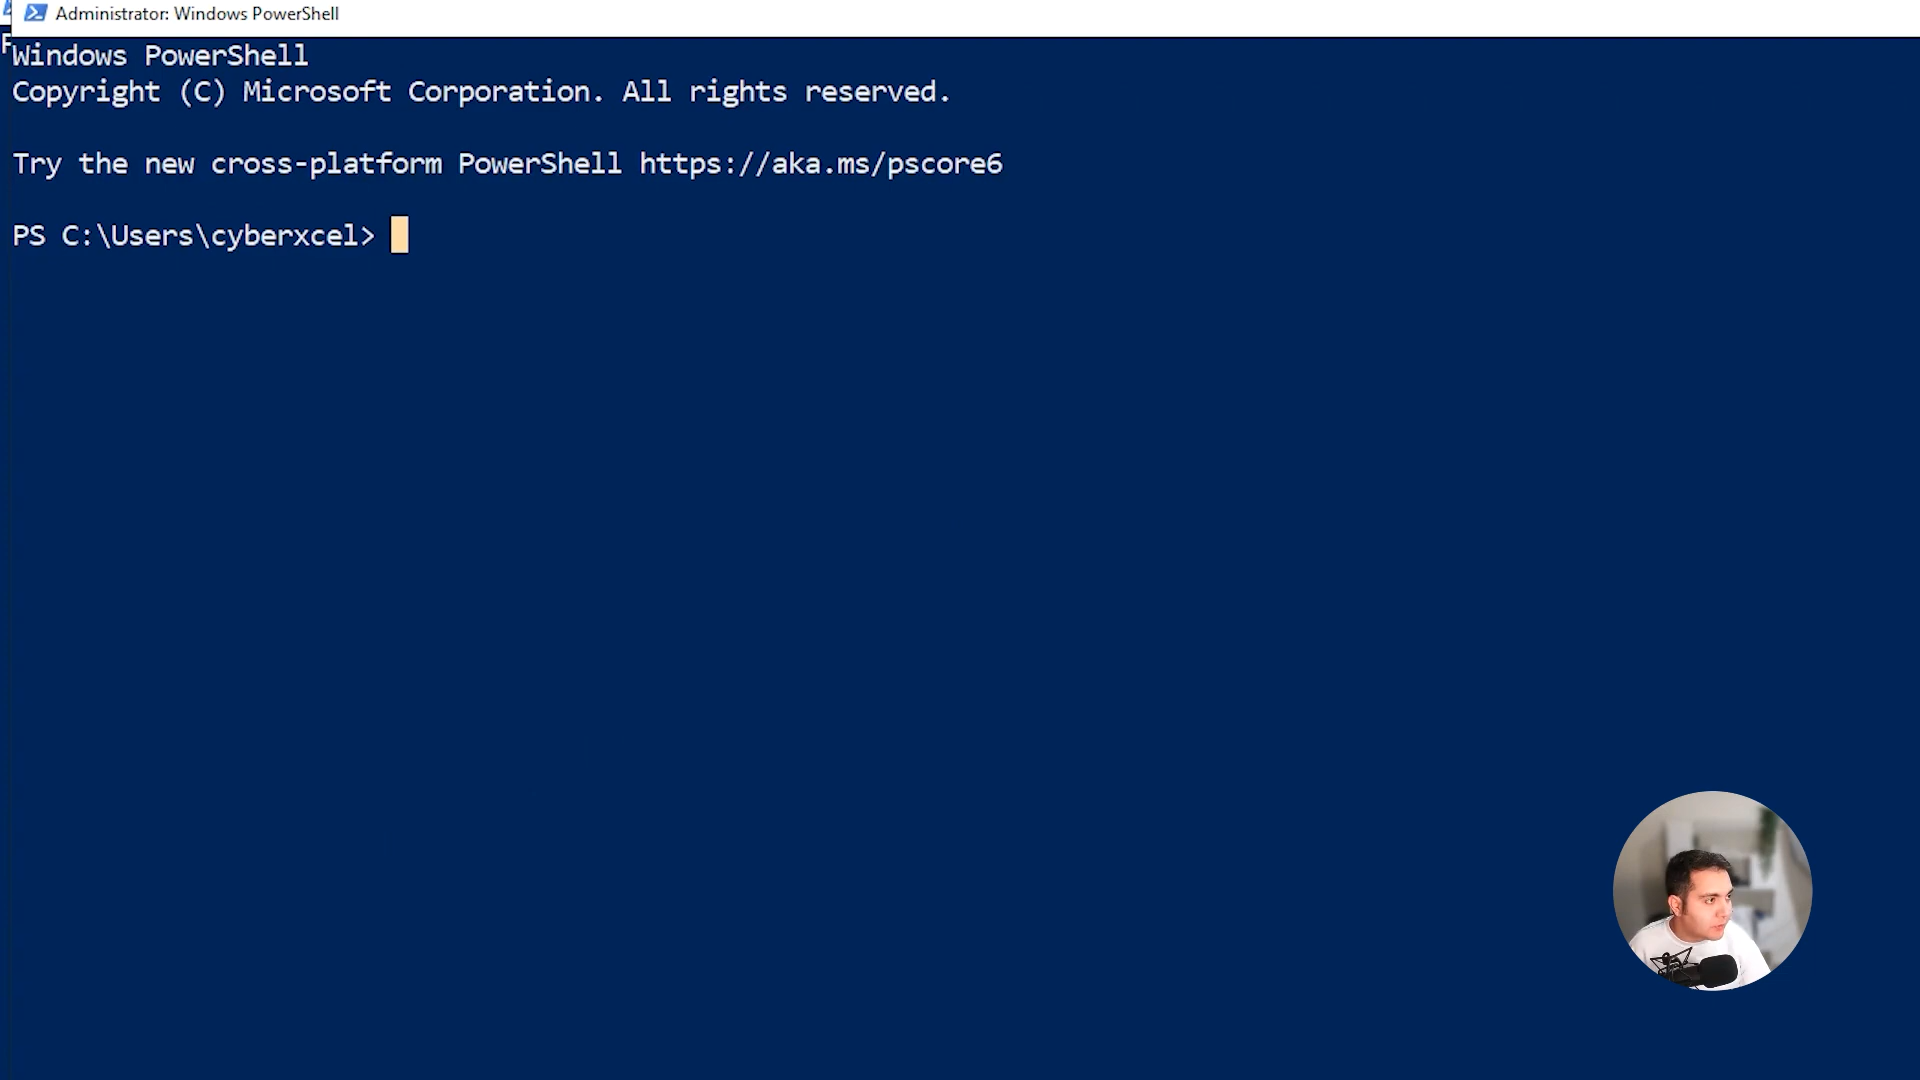 Administrator: Windows PowerShell
Windows PowerShell
Copyright (C) Microsoft Corporation. All rights reserved.
Try the new cross-platform PowerShell https://aka.ms/pscore6
PS C:\Users\cyberxcel>